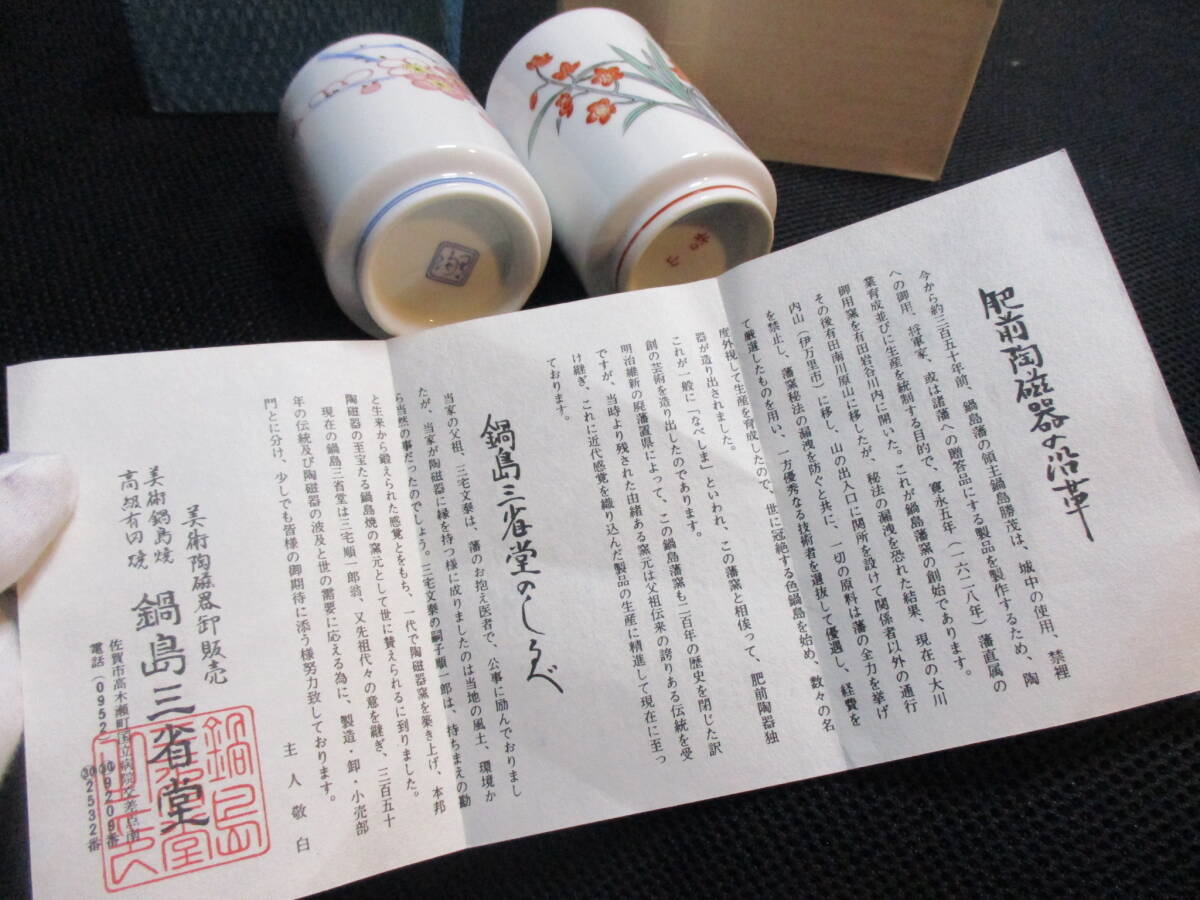 肥前陶磁器の沿革
今から約三百五十年前、鍋島藩の領主鍋島勝茂は、城中の使用、禁裡
への御用、将軍家、或は諸藩への贈答品にする製品を製作するため、陶
業育成並びに生産を統制する目的で、寛永五年(一六二八年)藩直属の
御用窯を有田岩谷川内に開いた。これが鍋島藩窯の創始であります。
その後有田南川原山に移したが、秘法の漏洩を恐れた結果、現在の大川
内山(伊万里市)に移し、山の出入口に関所を設けて関係者以外の通行
を禁止し、藩窯秘法の漏洩を防ぐと共に、一切の原料は藩の全力を挙げ
て厳選したものを用い、一方優秀なる技術者を選抜して優遇し、経費を
度外視して生産を育成したので、世に冠絶する色鍋島を始め、数々の名
器が造り出されました。
これが一般に「なべしま」といわれ、この藩窯と相俟って、肥前陶器独
創の芸術を造り出したのであります。
明治維新の廃藩置県によって、この鍋島藩窯も二百年の歴史を閉じた訳
ですが、当時より残された由緒ある窯元は父祖伝来の誇りある伝統を受
け継ぎ、これに近代感覚を織り込んだ製品の生産に精進して現在に至っ
ております。
鍋島三省堂のしらべ
当家の父祖、三宅文泰は、藩のお抱え医者で、公事に励んでおりまし
たが、当家が陶磁器に縁を持つ様に成りましたのは当地の風土、環境か
ら当然の事だったのでしょう。三宅文泰の嗣子順一郎は、持ちまえの勘
と生来から鍛えられた感覚とをもち、一代で陶磁器窯を築き上げ、本邦
陶磁器の至宝たる鍋島焼の窯元として世に賛えられるに到りました。
現在の鍋島三省堂は三宅順一郎翁、又先祖代々の意を継ぎ、三百五十
年の伝統及び陶磁器の波及と世の需要に応える為に、製造・卸・小売部
門とに分け、少しでも皆様の御期待に添う様努力致しております。
主人敬白
美術陶磁器卸販売
美術鍋島焼
高級有田焼
鍋島三省堂
佐賀市高木瀬町国立病院交差点南
電話(0952)㉚9209番
㉚2532番